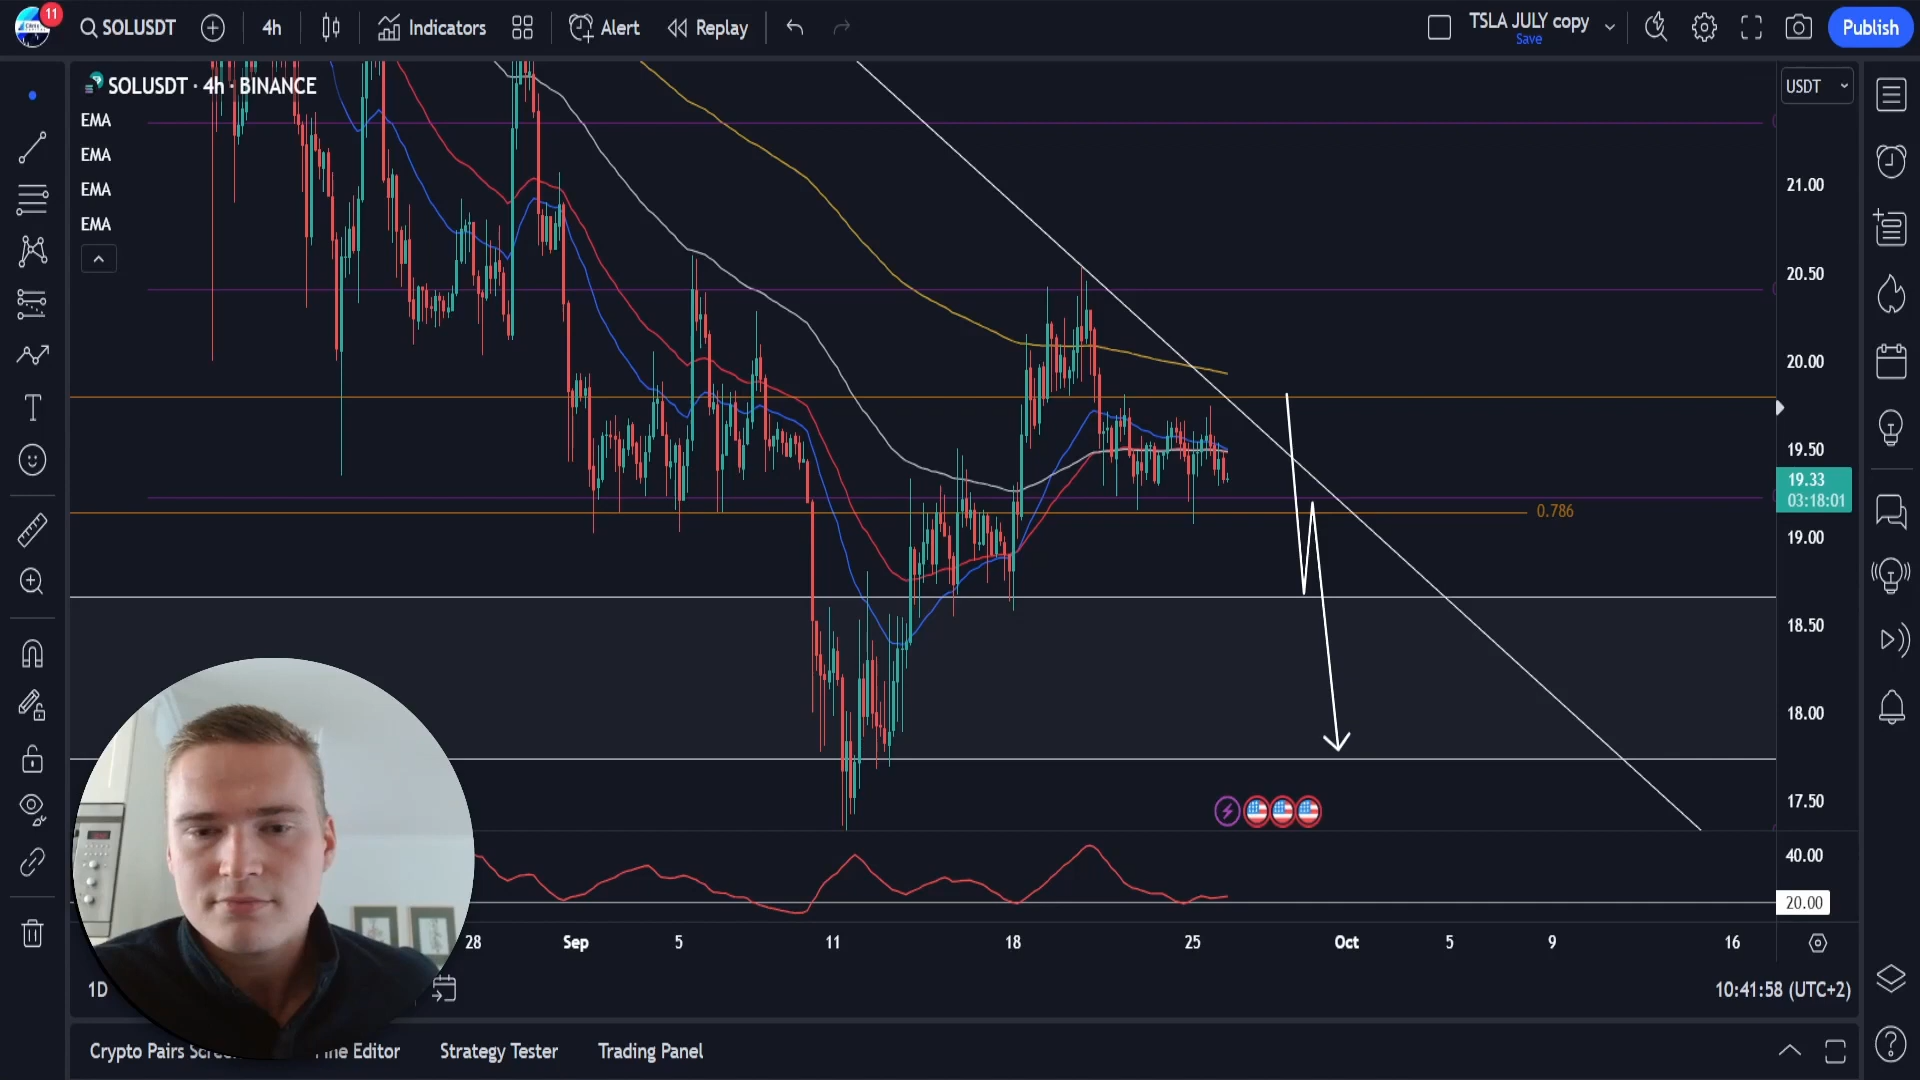 11
SOLUSDT
4h
Indicators
Alert
Replay
TSLA JULY copy
Save
Publish
SOLUSDT · 4h · BINANCE
USDT
EMA
EMA
EMA
EMA
21.00
20.50
20.00
19.50
19.33
03:18:01
0.786
19.00
18.50
18.00
17.50
40.00
20.00
28
Sep
5
11
18
25
Oct
5
9
16
1D
10:41:58 (UTC+2)
Crypto Pairs
Editor
Strategy Tester
Trading Panel